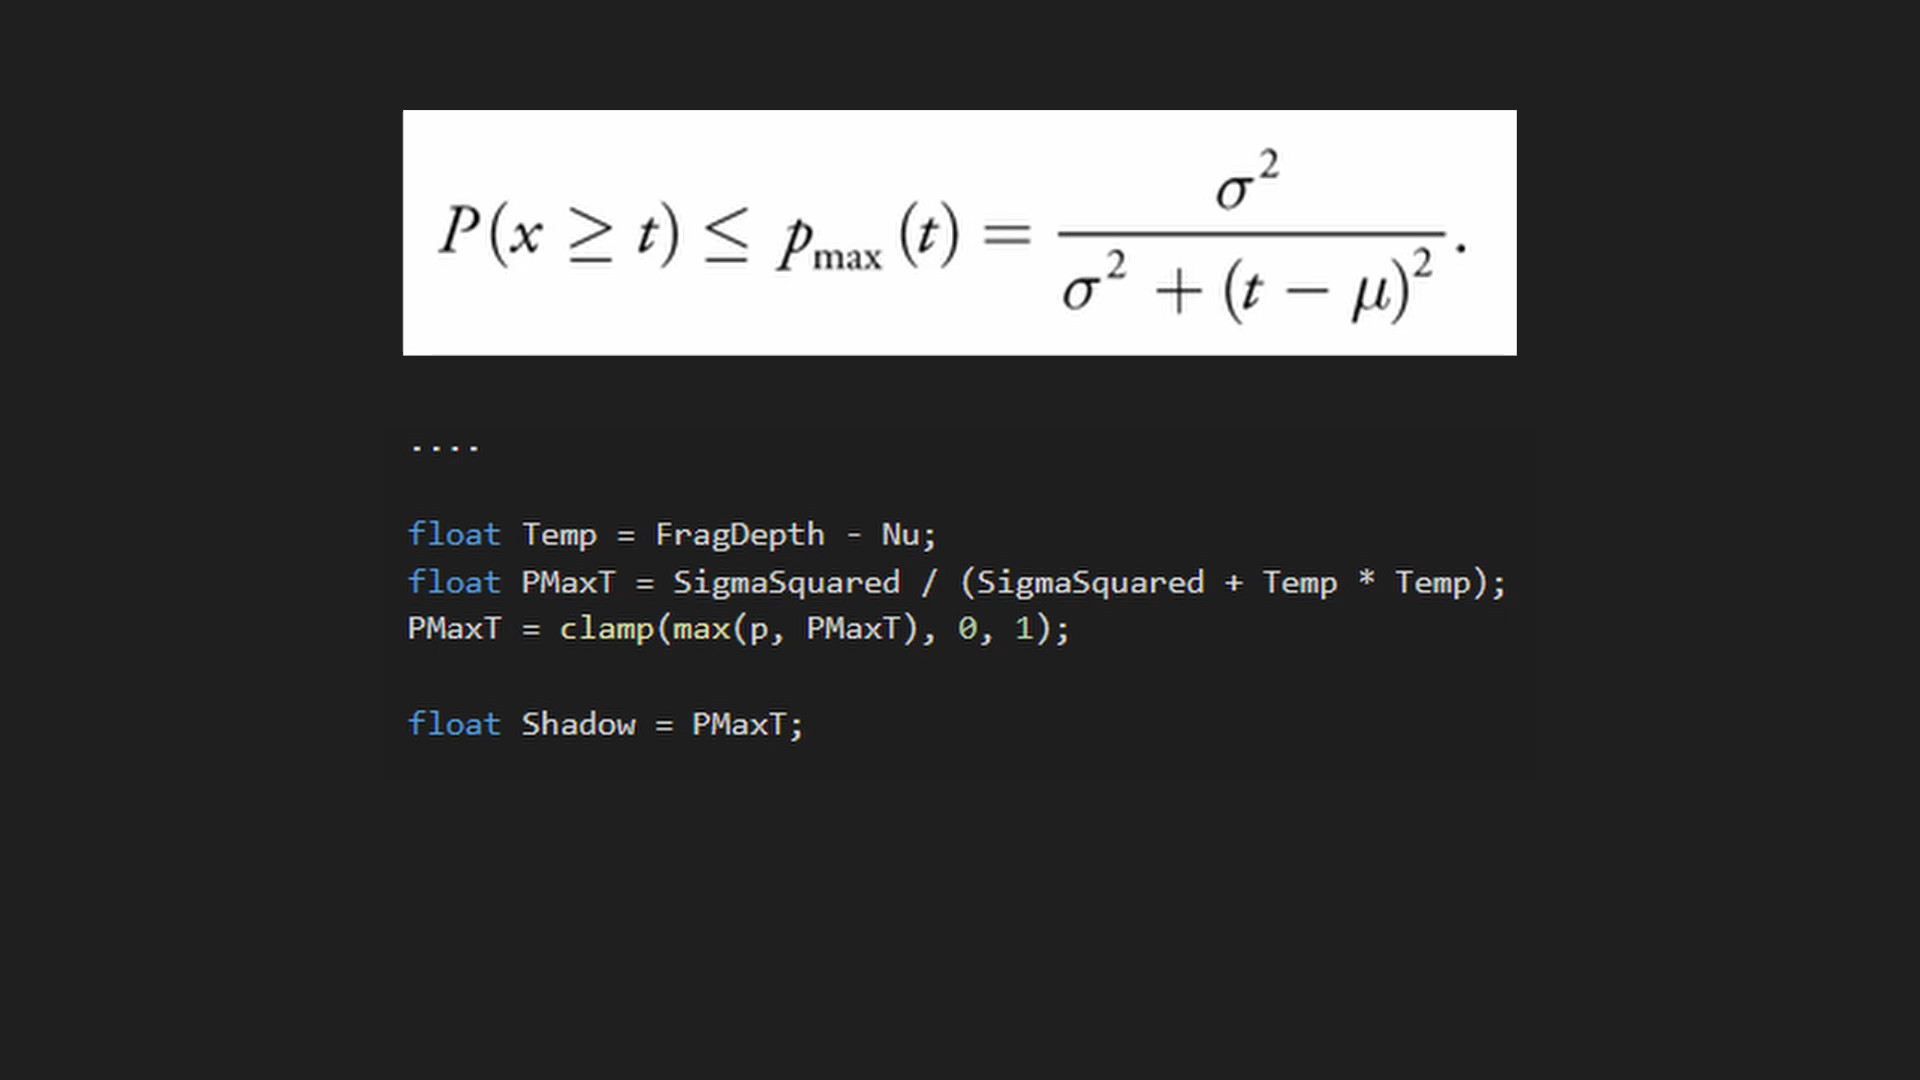 P(x ≥ t) ≤ pmax (t) = σ² / σ² + (t − μ)² .
....
float Temp = FragDepth - Nu;
float PMaxT = SigmaSquared / (SigmaSquared + Temp * Temp);
PMaxT = clamp(max(p, PMaxT), 0, 1);
float Shadow = PMaxT;